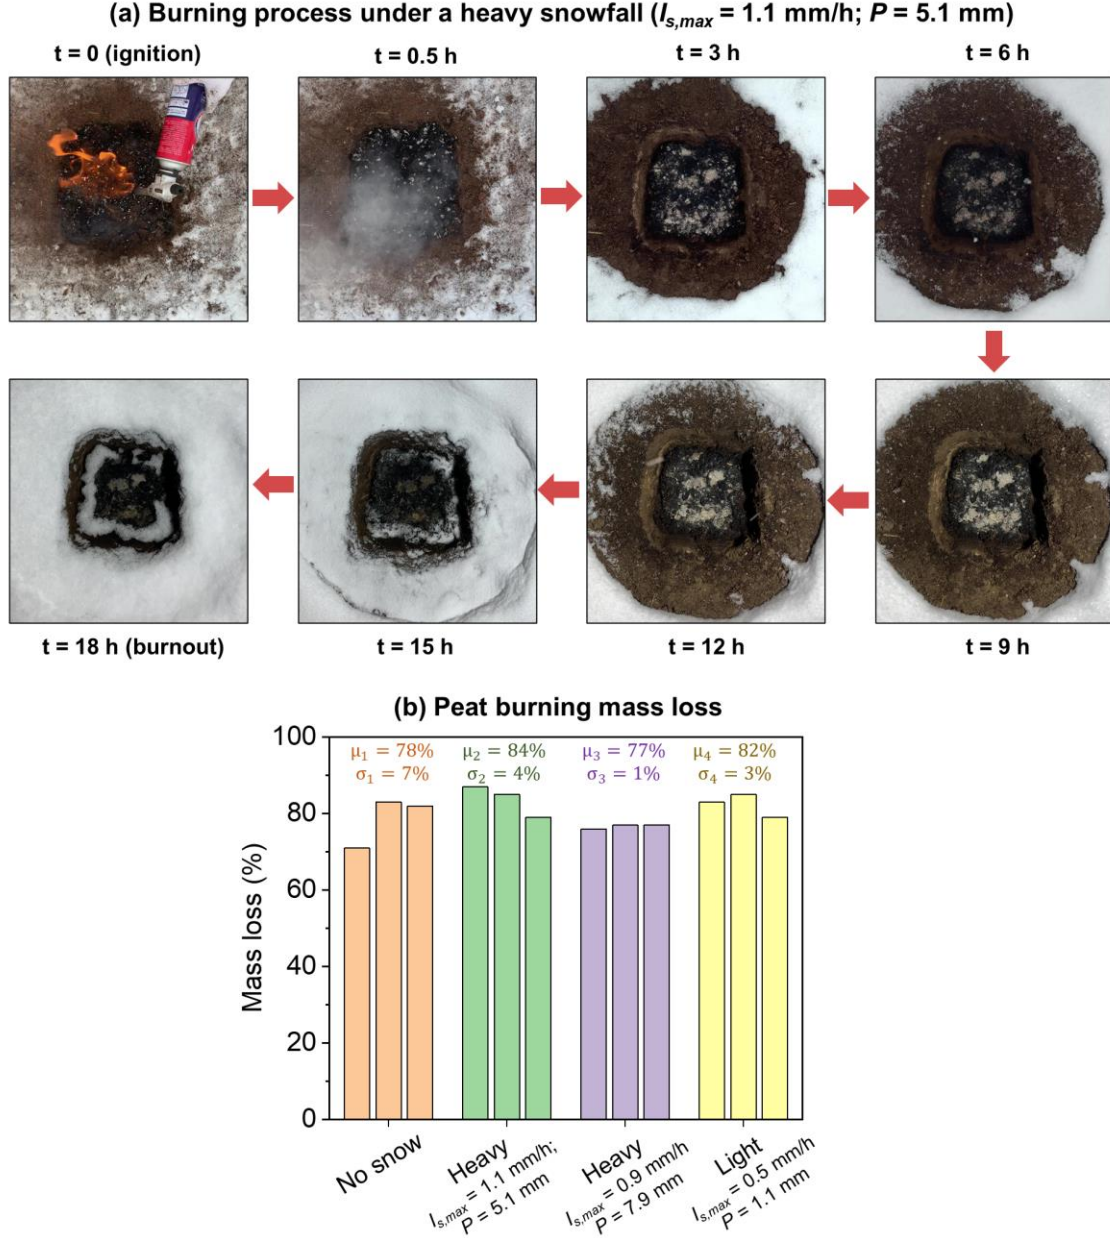 (a) Burning process under a heavy snowfall (Is,max = 1.1 mm/h; P = 5.1 mm)
t = 0 (ignition)
t = 0.5 h
t = 3 h
t = 6 h
t = 18 h (burnout)
t = 15 h
t = 12 h
t = 9 h
(b) Peat burning mass loss
μ1 = 78%
σ1 = 7%
μ2 = 84%
σ2 = 4%
μ3 = 77%
σ3 = 1%
μ4 = 82%
σ4 = 3%
Mass loss (%)
100
80
60
40
20
0
No snow
Heavy
Is,max = 1.1 mm/h;
P = 5.1 mm
Heavy
Is,max = 0.9 mm/h
P = 7.9 mm
Light
Is,max = 0.5 mm/h
P = 1.1 mm